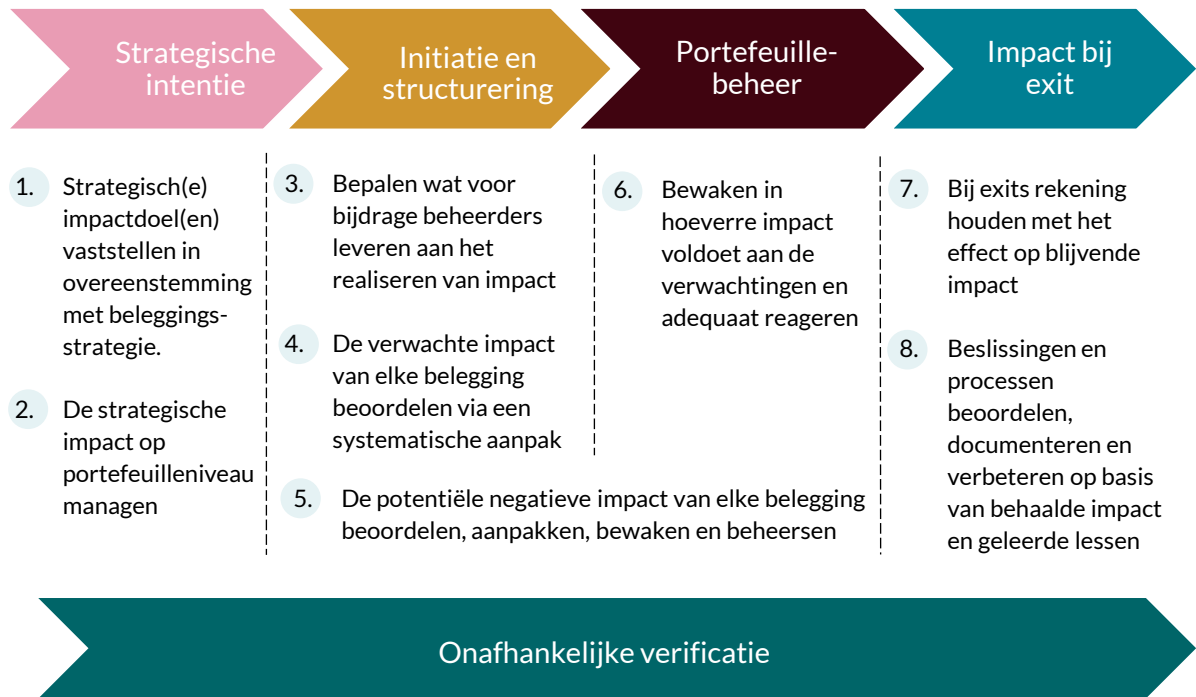 Strategische
intentie
Initiatie en
structurering
Portefeuille-
beheer
Impact bij
exit
1. Strategisch(e)
impactdoel(en)
vaststellen in
overeenstemming
met beleggings-
strategie.
2. De strategische
impact op
portefeuilleniveau
managen
3. Bepalen wat voor
bijdrage beheerders
leveren aan het
realiseren van impact
4. De verwachte impact
van elke belegging
beoordelen via een
systematische aanpak
5. De potentiële negatieve impact van elke belegging
beoordelen, aanpakken, bewaken en beheersen
6. Bewaken in
hoeverre impact
voldoet aan de
verwachtingen en
adequaat reageren
7. Bij exits rekening
houden met het
effect op blijvende
impact
8. Beslissingen en
processen
beoordelen,
documenteren en
verbeteren op basis
van behaalde impact
en geleerde lessen
Onafhankelijke verificatie